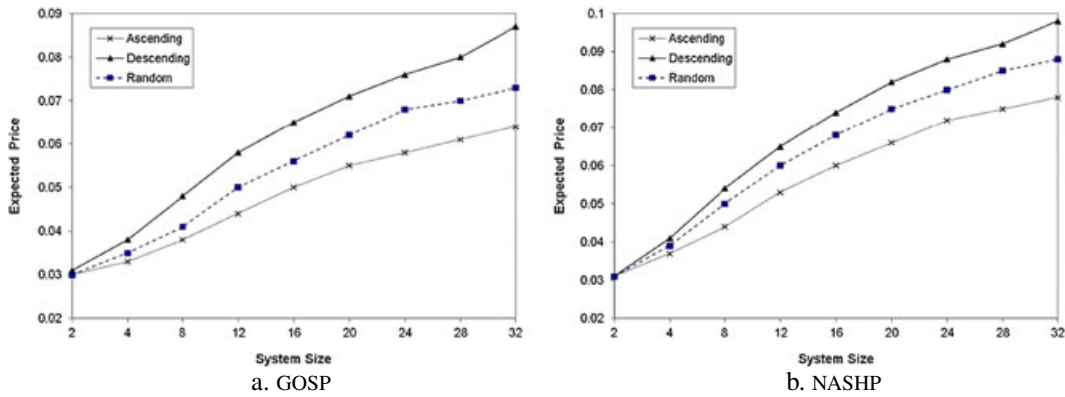 0.09
0.08
0.07
0.06
0.05
0.04
0.03
0.02
Expected Price
Ascending
Descending
Random
2 4 8 12 16 20 24 28 32
System Size
a. GOSP
0.1
0.09
0.08
0.07
0.06
0.05
0.04
0.03
0.02
Expected Price
Ascending
Descending
Random
2 4 8 12 16 20 24 28 32
System Size
b. NASHP